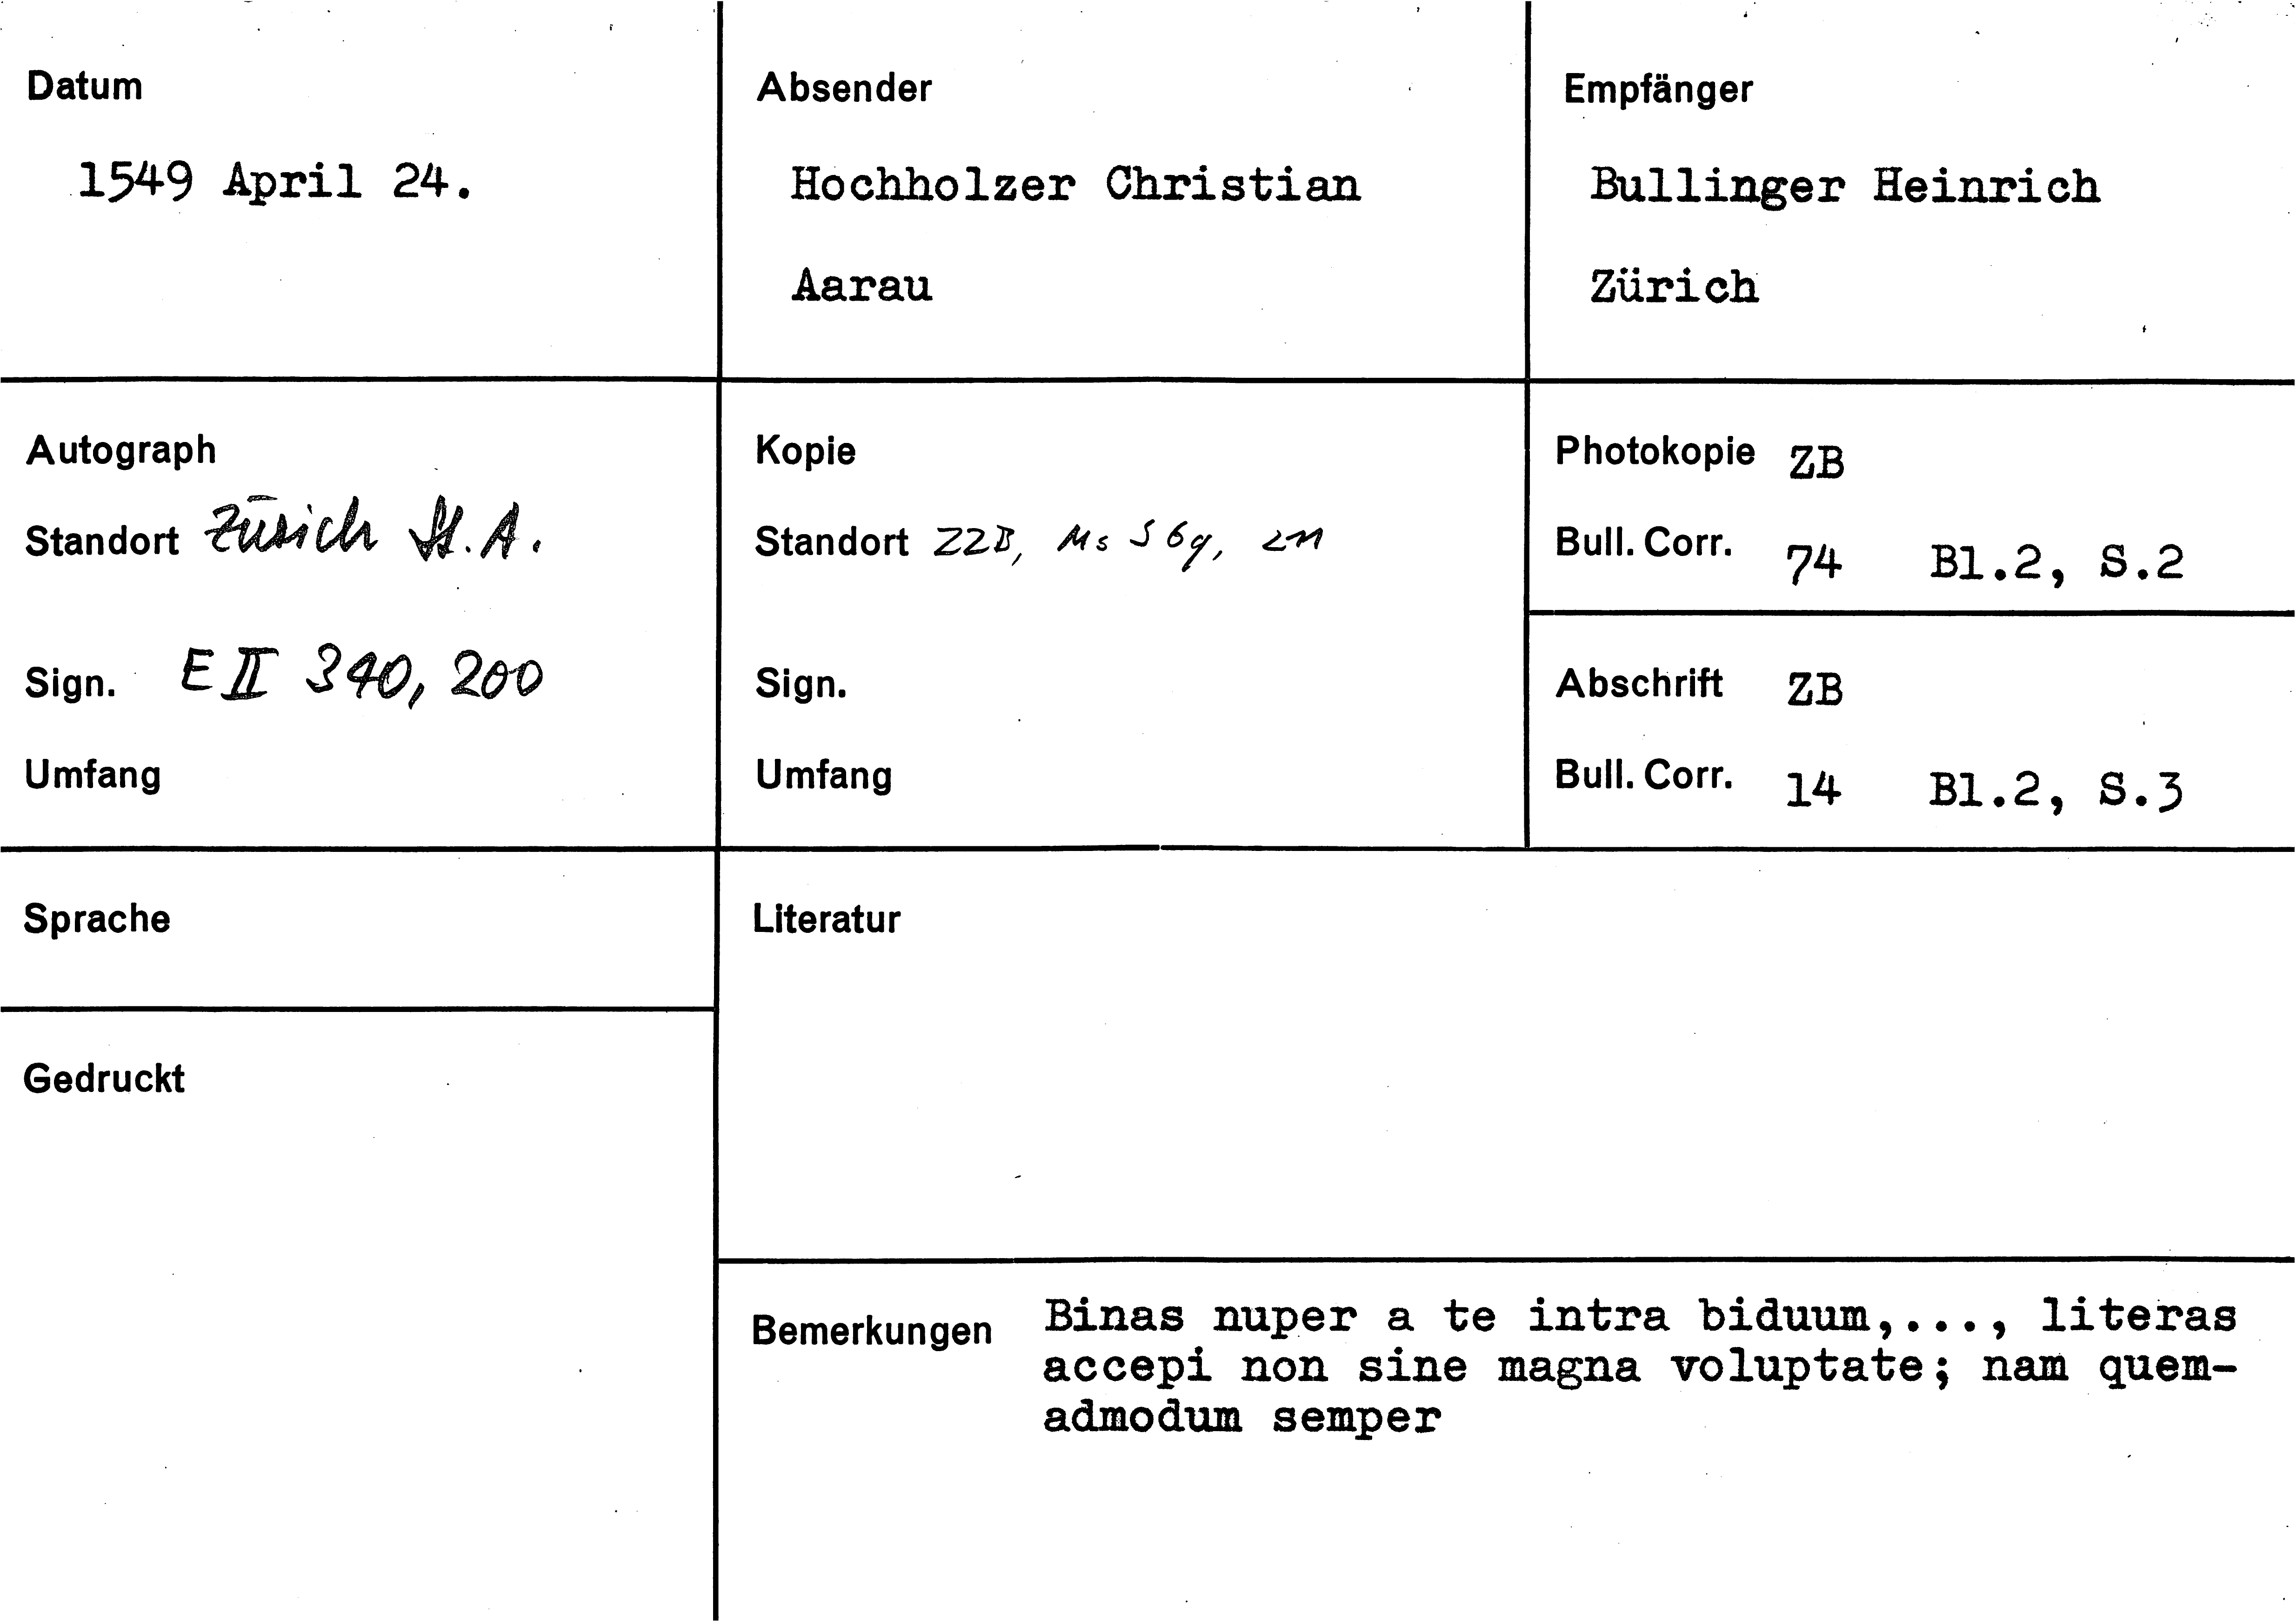 Datum
1549 April 24.
Absender
Hochholzer Christian
Aarau
Empfänger
Bullinger Heinrich
Zürich
Autograph
Standort Zürich St. A.
Sign. E II 340, 200
Umfang
Kopie
Standort ZZB, Ms S 69, 211
Sign.
Umfang
Photokopie ZB
Bull. Corr. 74 Bl.2, S.2
Abschrift ZB
Bull. Corr. 14 Bl.2, S.3
Sprache
Gedruckt
Literatur
Bemerkungen Binas nuper a te intra biduum,..., literas
accepi non sine magna voluptate; nam quem-
admodum semper